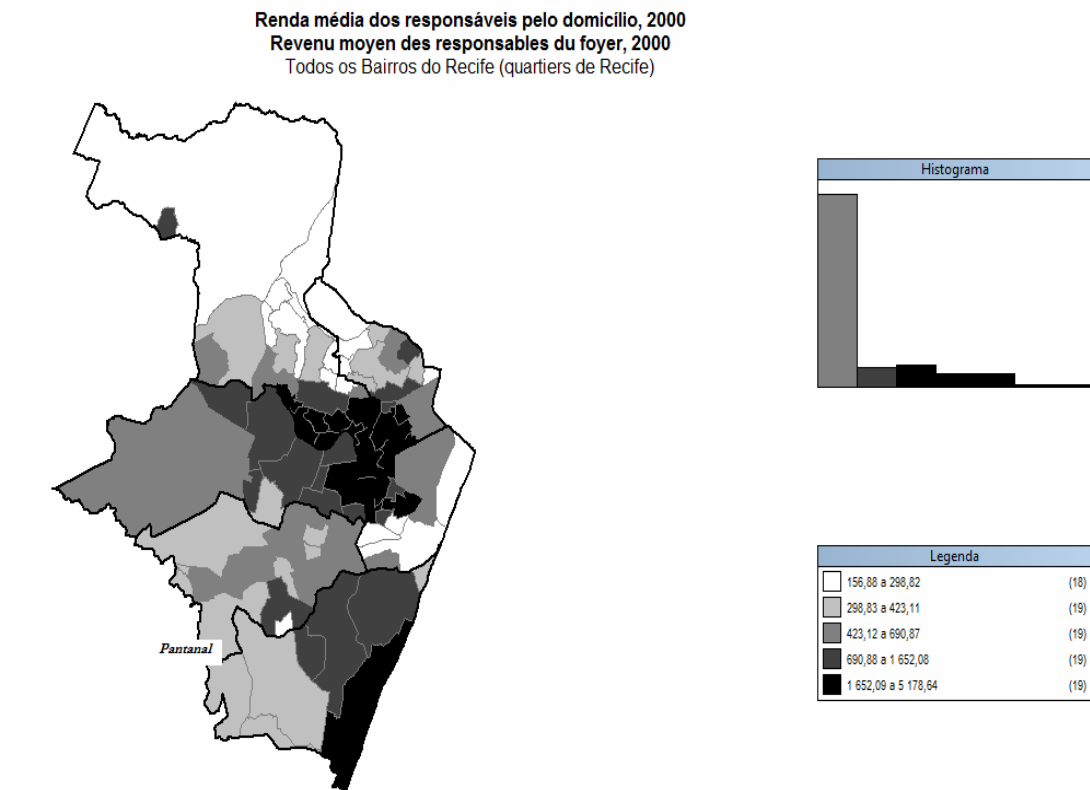 Renda média dos responsáveis pelo domicílio, 2000
Revenu moyen des responsables du foyer, 2000
Todos os Bairros do Recife (quartiers de Recife)
Histograma
Pantanal
Legenda
156,88 a 298,82 (18)
298,83 a 423,11 (19)
423,12 a 690,87 (19)
690,88 a 1 652,08 (19)
1 652,09 a 5 178,64 (19)